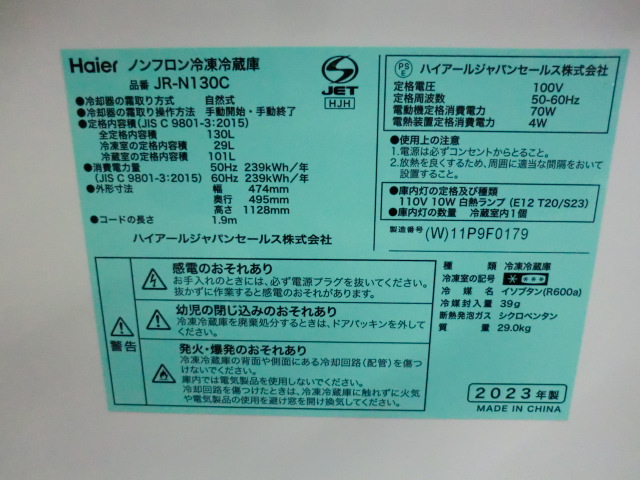 Haier ノンフロン冷凍冷蔵庫
品番 JR-N130C
JET
HJH
●冷却器の霜取り方式 自然式
●冷却器の霜取り操作方法 手動開始・手動終了
●定格内容積(JIS C 9801-3:2015)
全定格内容積 130L
冷凍室の定格内容積 29L
冷蔵室の定格内容積 101L
●消費電力量 50Hz 239kWh/年
(JIS C 9801-3:2015) 60Hz 239kWh/年
●外形寸法 幅 474mm
奥行 495mm
高さ 1128mm
●コードの長さ 1.9m
ハイアールジャパンセールス株式会社
PS E ハイアールジャパンセールス株式会社
定格電圧 100V
定格周波数 50-60Hz
電動機定格消費電力 70W
電熱装置定格消費電力 4W
●使用上の注意
1.電源は必ずコンセントからとること。
2.放熱を良くするため、周囲に適当な間隔をおいて
設置すること。
●庫内灯の定格及び種類
110V 10W 白熱ランプ (E12 T20/S23)
●庫内灯の数量 冷蔵室内1個
製造番号 (W)11P9F0179
警告
感電のおそれあり
お手入れのときには、必ず電源プラグを抜いてください。
抜かずに作業すると感電のおそれがあります。
幼児の閉じ込みのおそれあり
冷凍冷蔵庫を廃棄処分するときは、ドアパッキンを外して
ください。
発火・爆発のおそれあり
冷凍冷蔵庫の背面や側面にある冷却回路(配管)を傷つ
けないでください。
庫内では電気製品を使用しないでください。
冷却回路を傷つけたときは、冷凍冷蔵庫に触れずに火気
や電気製品の使用を避け窓を開け換気してください。
種類 冷凍冷蔵庫
冷凍室の記号 ****
冷媒名 イソブタン(R600a)
冷媒封入量 39g
断熱発泡ガス シクロペンタン
質量 29.0kg
2023年製
MADE IN CHINA